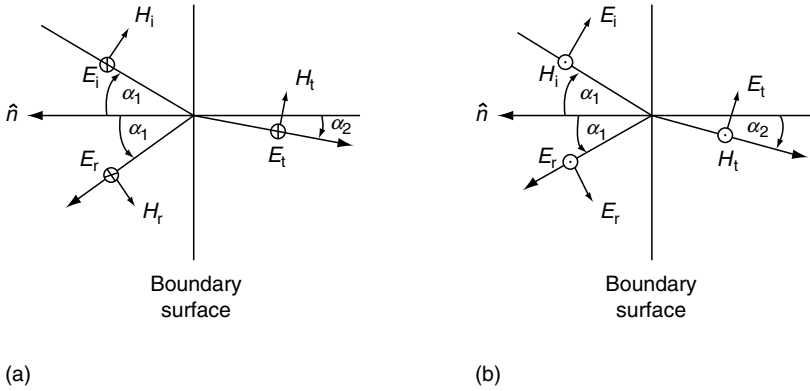 H_i
E_i
α_1
H_t
n̂
α_1
α_2
E_t
E_r
H_r
Boundary
surface
(a)
E_i
H_i
α_1
E_t
n̂
α_1
α_2
H_t
E_r
E_r
Boundary
surface
(b)